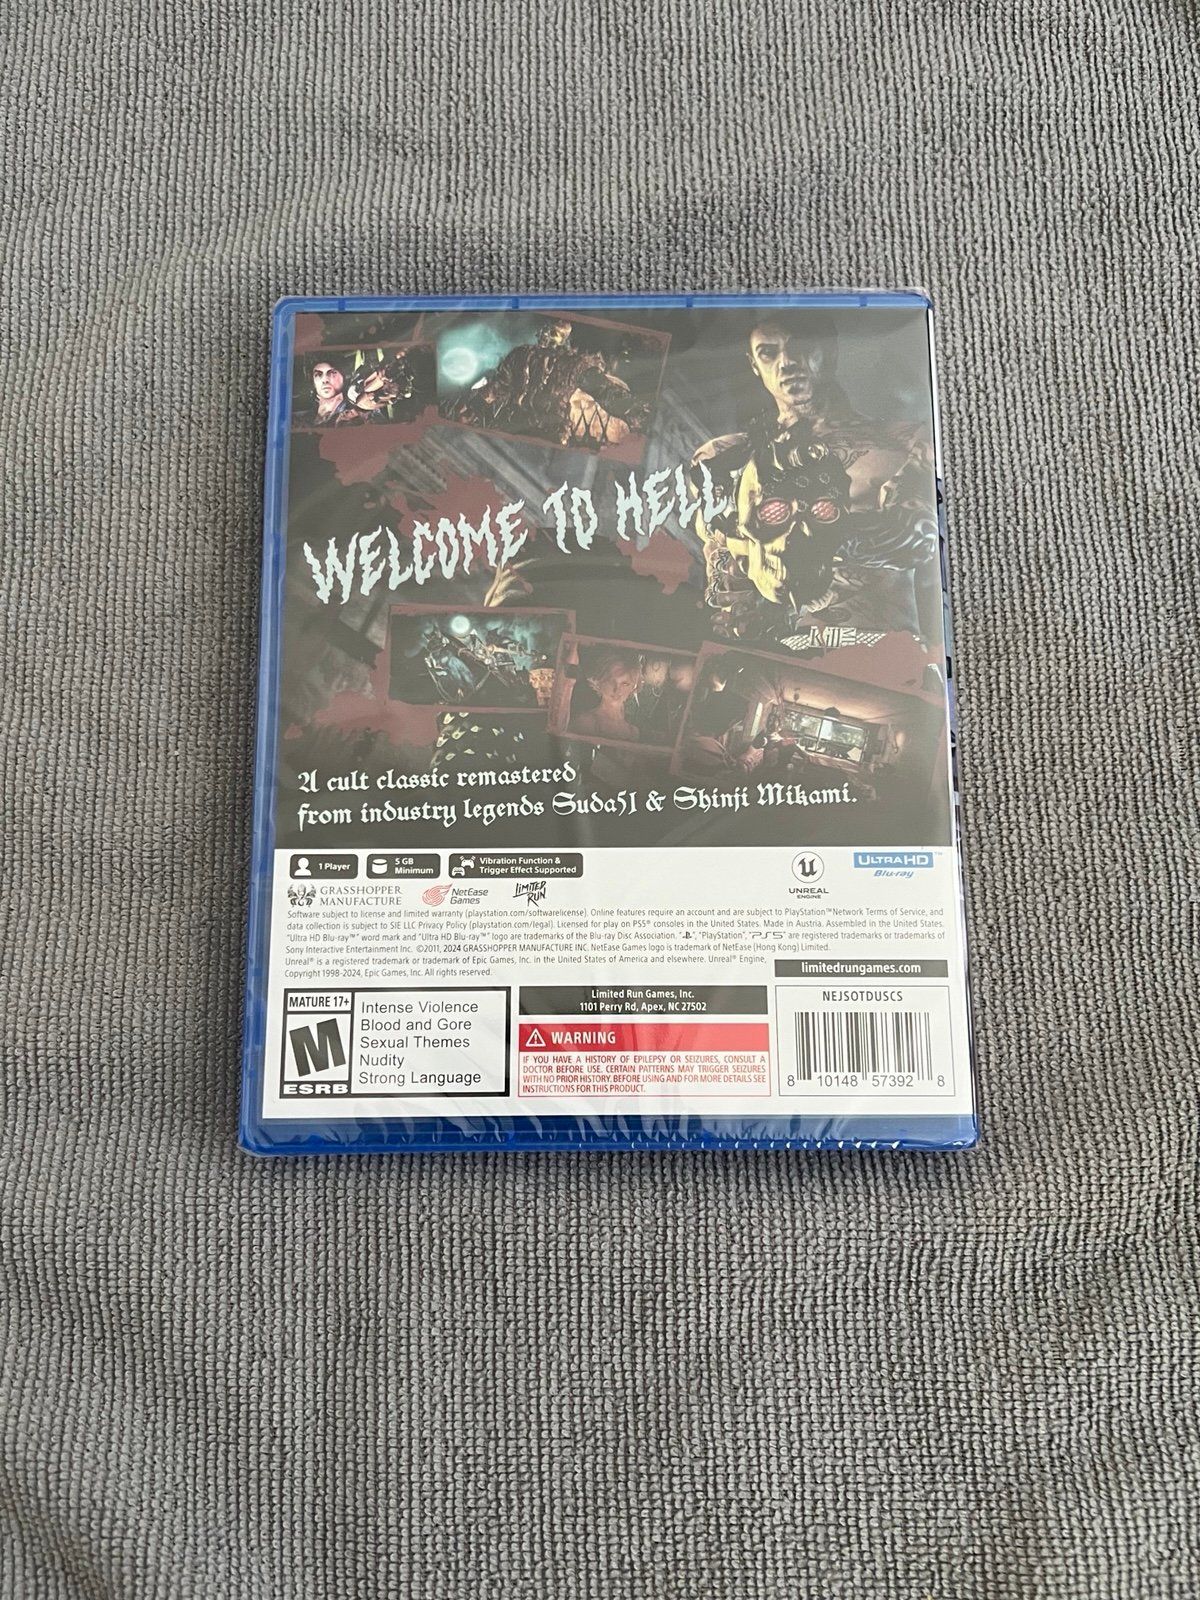 WELCOME TO HELL
A cult classic remastered
from industry legends Suda51 & Shinji Mikami.
1 Player
5 GB
Minimum
Vibration Function &
Trigger Effect Supported
UNREAL
ENGINE
ULTRA HD™
Blu-ray
GRASSHOPPER
MANUFACTURE
NetEase
Games
LIMITED
RUN
Software subject to license and limited warranty (playstation.com/softwarelicense). Online features require an account and are subject to PlayStation™Network Terms of Service, and
data collection is subject to SIE LLC Privacy Policy (playstation.com/legal). Licensed for play on PS5™ consoles in the United States. Made in Austria. Assembled in the United States.
"Ultra HD Blu-ray™" word mark and "Ultra HD Blu-ray™" logo are trademarks of the Blu-ray Disc Association. "PS", "PlayStation", "PS5" are registered trademarks or trademarks of
Sony Interactive Entertainment Inc. ©2011, 2024 GRASSHOPPER MANUFACTURE INC. NetEase Games logo is trademark of NetEase (Hong Kong) Limited.
Unreal® is a registered trademark or trademark of Epic Games, Inc. in the United States of America and elsewhere. Unreal® Engine,
Copyright 1998-2024, Epic Games, Inc. All rights reserved.
limitedrungames.com
MATURE 17+
M
ESRB
Intense Violence
Blood and Gore
Sexual Themes
Nudity
Strong Language
Limited Run Games, Inc.
1101 Perry Rd, Apex, NC 27502
WARNING
IF YOU HAVE A HISTORY OF EPILEPSY OR SEIZURES, CONSULT A
DOCTOR BEFORE USE. CERTAIN PATTERNS MAY TRIGGER SEIZURES
WITH NO PRIOR HISTORY. BEFORE USING AND FOR MORE DETAILS SEE
INSTRUCTIONS FOR THIS PRODUCT.
NEJSOTDUSCS
8 10148 57392 8